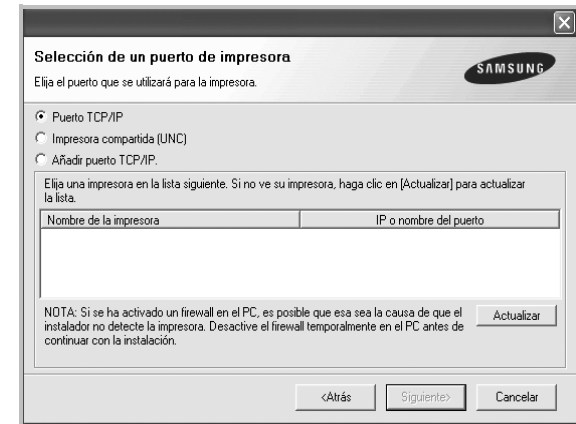 Selección de un puerto de impresora
Elija el puerto que se utilizará para la impresora.
SAMSUNG
Puerto TCP/IP
Impresora compartida (UNC)
Añadir puerto TCP/IP.
Elija una impresora en la lista siguiente. Si no ve su impresora, haga clic en [Actualizar] para actualizar
la lista.
Nombre de la impresora IP o nombre del puerto
NOTA: Si se ha activado un firewall en el PC, es posible que esa sea la causa de que el
instalador no detecte la impresora. Desactive el firewall temporalmente en el PC antes de
continuar con la instalación.
Actualizar
<Atrás Siguiente> Cancelar